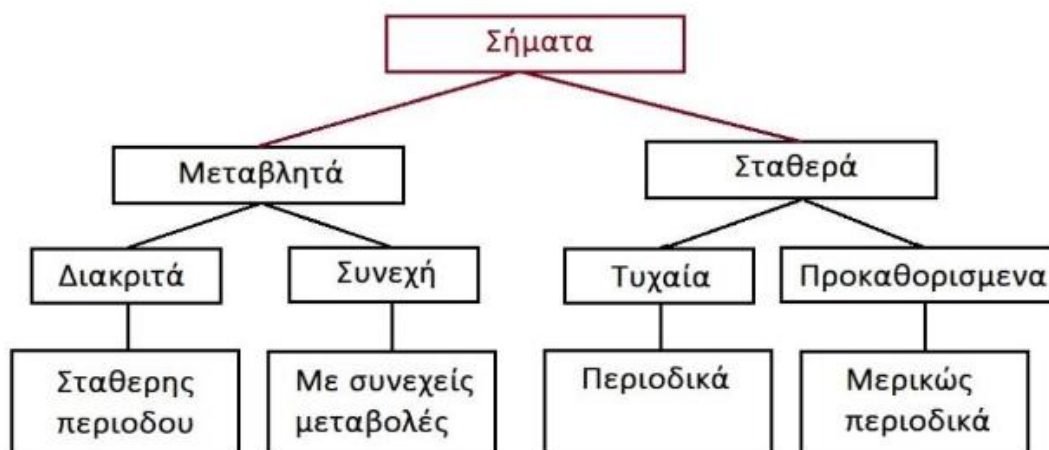 Σήματα
Μεταβλητά
Σταθερά
Διακριτά
Συνεχή
Τυχαία
Προκαθορισμενα
Σταθερης
περιοδου
Με συνεχείς
μεταβολές
Περιοδικά
Μερικώς
περιοδικά